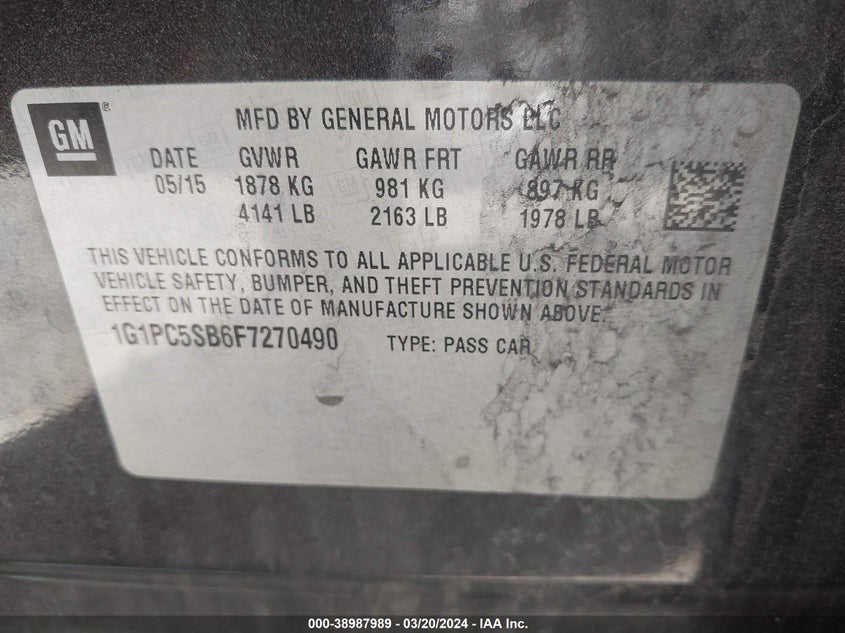 GM
MFD BY GENERAL MOTORS LLC
DATE GVWR GAWR FRT GAWR RR
05/15 1878 KG 981 KG 897 KG
4141 LB 2163 LB 1978 LB
THIS VEHICLE CONFORMS TO ALL APPLICABLE U.S. FEDERAL MOTOR
VEHICLE SAFETY, BUMPER, AND THEFT PREVENTION STANDARDS IN
EFFECT ON THE DATE OF MANUFACTURE SHOWN ABOVE.
1G1PC5SB6F7270490 TYPE: PASS CAR
000-38987989 — 03/20/2024 — IAA Inc.